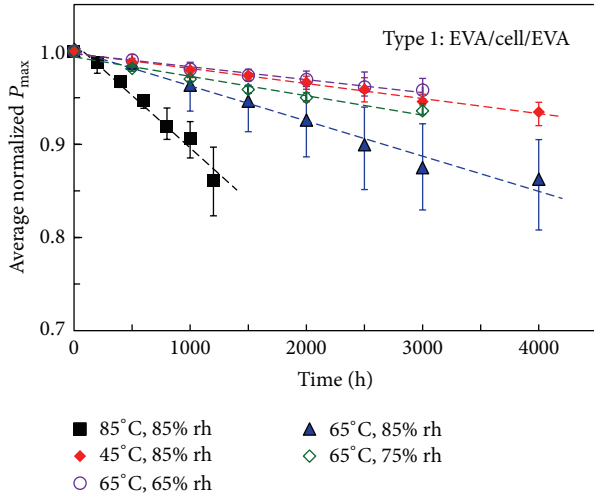 Type 1: EVA/cell/EVA
1.0
0.9
0.8
0.7
Average normalized Pmax
0
1000
2000
3000
4000
Time (h)
85°C, 85% rh
65°C, 85% rh
45°C, 85% rh
65°C, 75% rh
65°C, 65% rh